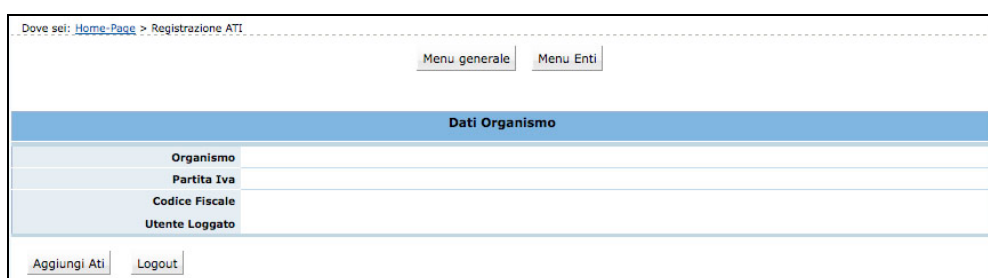 Dove sei: Home-Page > Registrazione ATI
Menu generale Menu Enti
Dati Organismo
Organismo
Partita Iva
Codice Fiscale
Utente Loggato
Aggiungi Ati Logout